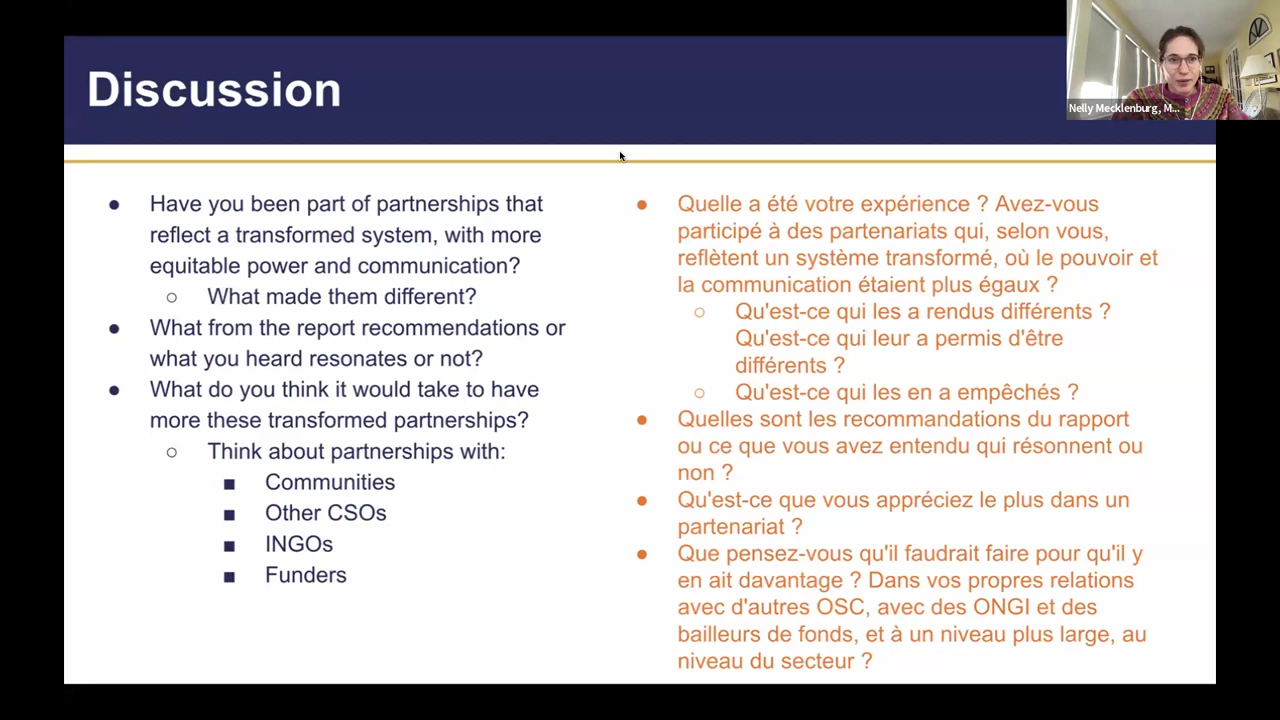 Discussion
Nelly Mecklenburg, M...
● Have you been part of partnerships that
reflect a transformed system, with more
equitable power and communication?
○ What made them different?
● What from the report recommendations or
what you heard resonates or not?
● What do you think it would take to have
more these transformed partnerships?
○ Think about partnerships with:
■ Communities
■ Other CSOs
■ INGOs
■ Funders
● Quelle a été votre expérience ? Avez-vous
participé à des partenariats qui, selon vous,
reflètent un système transformé, où le pouvoir et
la communication étaient plus égaux ?
○ Qu'est-ce qui les a rendus différents ?
Qu'est-ce qui leur a permis d'être
différents ?
○ Qu'est-ce qui les en a empêchés ?
● Quelles sont les recommandations du rapport
ou ce que vous avez entendu qui résonnent ou
non ?
● Qu'est-ce que vous appréciez le plus dans un
partenariat ?
● Que pensez-vous qu'il faudrait faire pour qu'il y
en ait davantage ? Dans vos propres relations
avec d'autres OSC, avec des ONGI et des
bailleurs de fonds, et à un niveau plus large, au
niveau du secteur ?